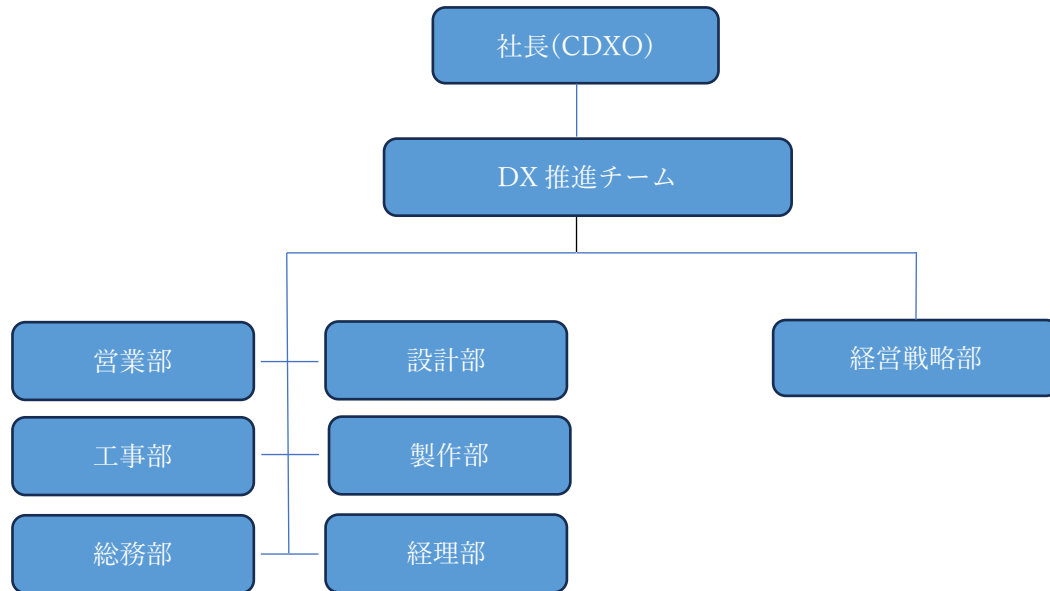 社長(CDXO)
DX 推進チーム
営業部
設計部
経営戦略部
工事部
製作部
総務部
経理部